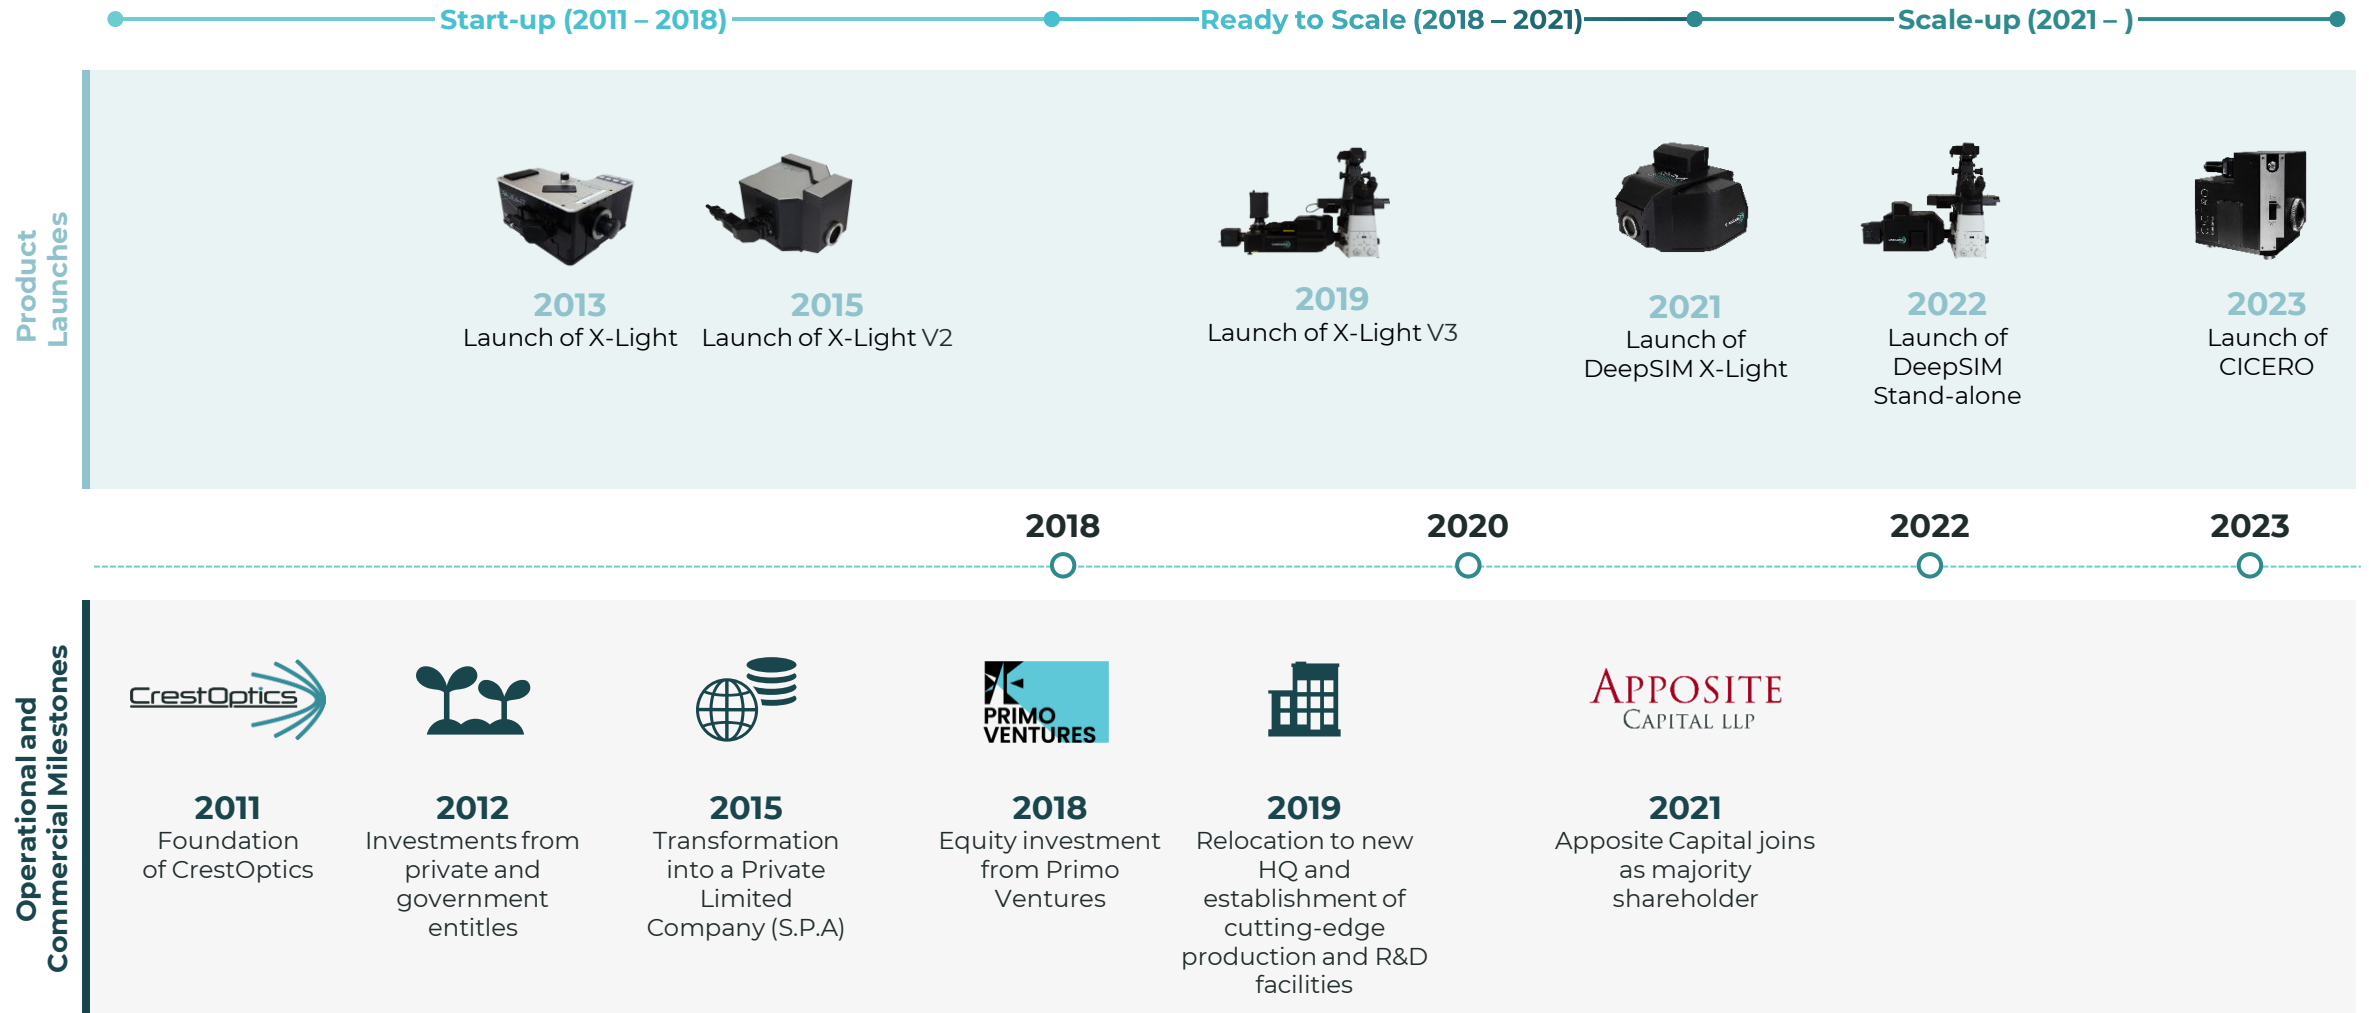 Start-up (2011 – 2018)
Ready to Scale (2018 – 2021)
Scale-up (2021 – )
Product
Launches
2013
Launch of X-Light
2015
Launch of X-Light V2
2019
Launch of X-Light V3
2021
Launch of
DeepSIM X-Light
2022
Launch of
DeepSIM
Stand-alone
2023
Launch of
CICERO
2018
2020
2022
2023
Operational and
Commercial Milestones
CrestOptics
2011
Foundation
of CrestOptics
2012
Investments from
private and
government
entitles
2015
Transformation
into a Private
Limited
Company (S.P.A)
PRIMO
VENTURES
2018
Equity investment
from Primo
Ventures
2019
Relocation to new
HQ and
establishment of
cutting-edge
production and R&D
facilities
APPOSITE
CAPITAL LLP
2021
Apposite Capital joins
as majority
shareholder